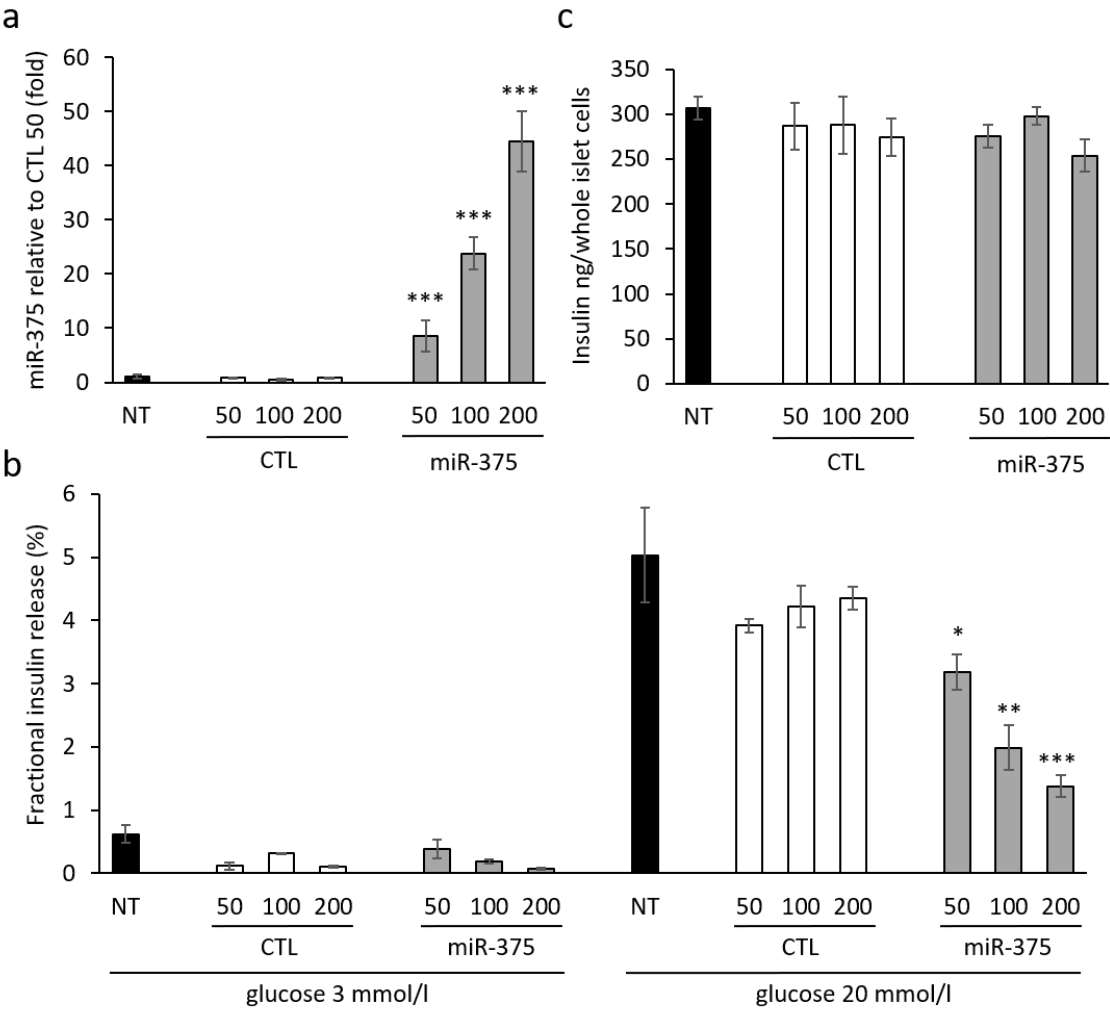 a
miR-375 relative to CTL 50 (fold)
60
50
40
30
20
10
0
***
***
***
NT
50 100 200
50 100 200
CTL
miR-375
c
Insulin ng/whole islet cells
350
300
250
200
150
100
50
0
NT
50 100 200
50 100 200
CTL
miR-375
b
Fractional insulin release (%)
6
5
4
3
2
1
0
*
**
***
NT
50 100 200
50 100 200
NT
50 100 200
50 100 200
CTL
miR-375
CTL
miR-375
glucose 3 mmol/l
glucose 20 mmol/l